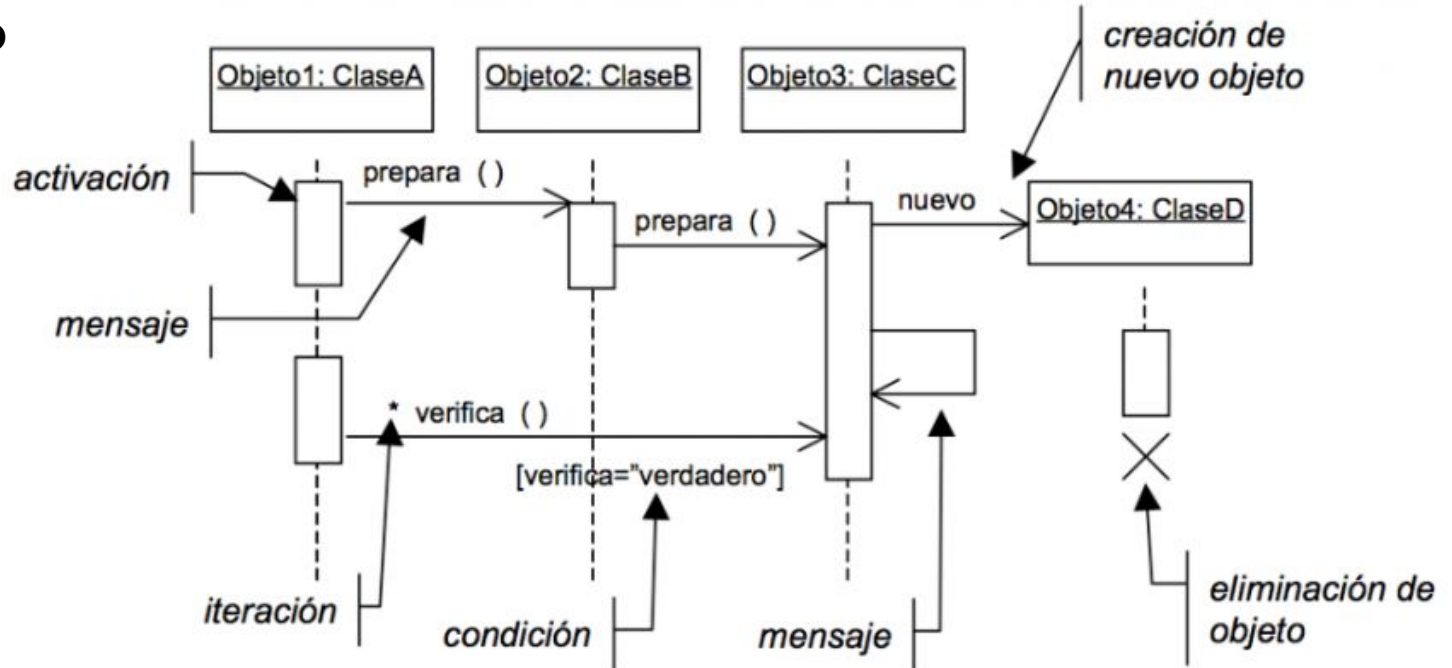 creación de
nuevo objeto
Objeto1: ClaseA
Objeto2: ClaseB
Objeto3: ClaseC
activación
prepara ( )
prepara ( )
nuevo
Objeto4: ClaseD
mensaje
* verifica ( )
[verifica="verdadero"]
iteración
condición
mensaje
eliminación de
objeto